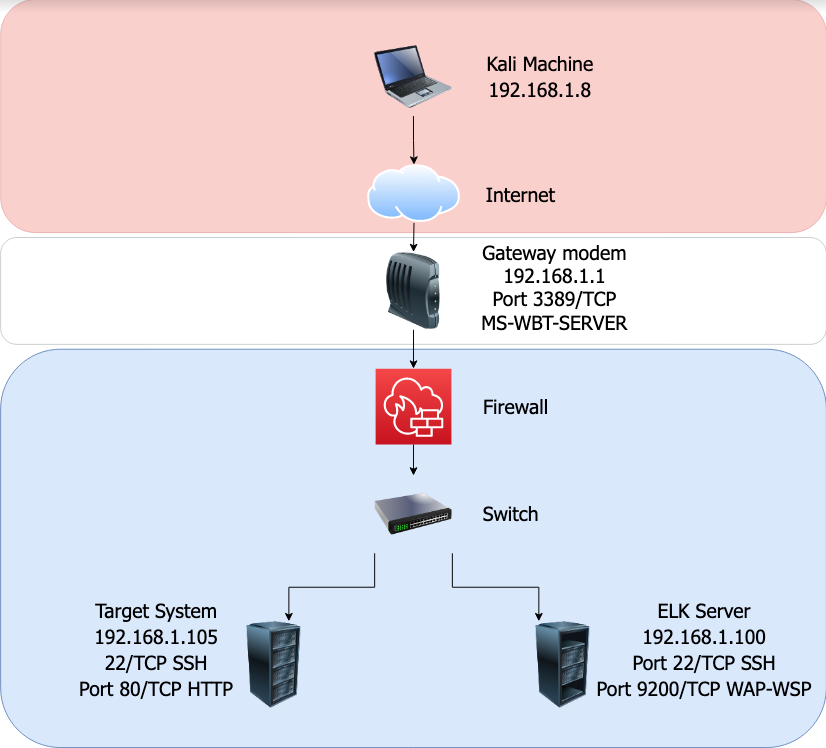 Kali Machine
192.168.1.8
Internet
Gateway modem
192.168.1.1
Port 3389/TCP
MS-WBT-SERVER
Firewall
Switch
Target System
192.168.1.105
22/TCP SSH
Port 80/TCP HTTP
ELK Server
192.168.1.100
Port 22/TCP SSH
Port 9200/TCP WAP-WSP